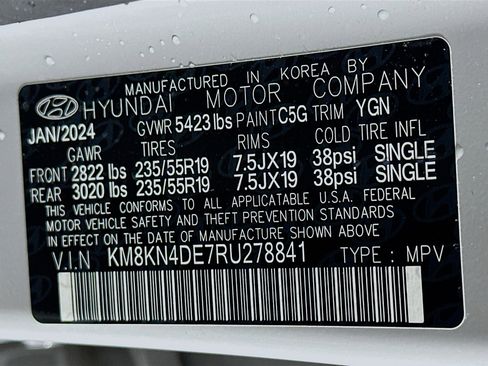 MANUFACTURED IN KOREA BY
HYUNDAI MOTOR COMPANY
JAN/2024 GVWR 5423 lbs PAINT C5G TRIM YGN
GAWR TIRES RIMS COLD TIRE INFL
FRONT 2822 lbs 235/55R19 7.5JX19 38psi SINGLE
REAR 3020 lbs 235/55R19 7.5JX19 38psi SINGLE
THIS VEHICLE CONFORMS TO ALL APPLICABLE U.S.A. FEDERAL
MOTOR VEHICLE SAFETY AND THEFT PREVENTION STANDARDS
IN EFFECT ON THE DATE OF MANUFACTURE SHOWN ABOVE
V.I.N KM8KN4DE7RU278841 TYPE : MPV